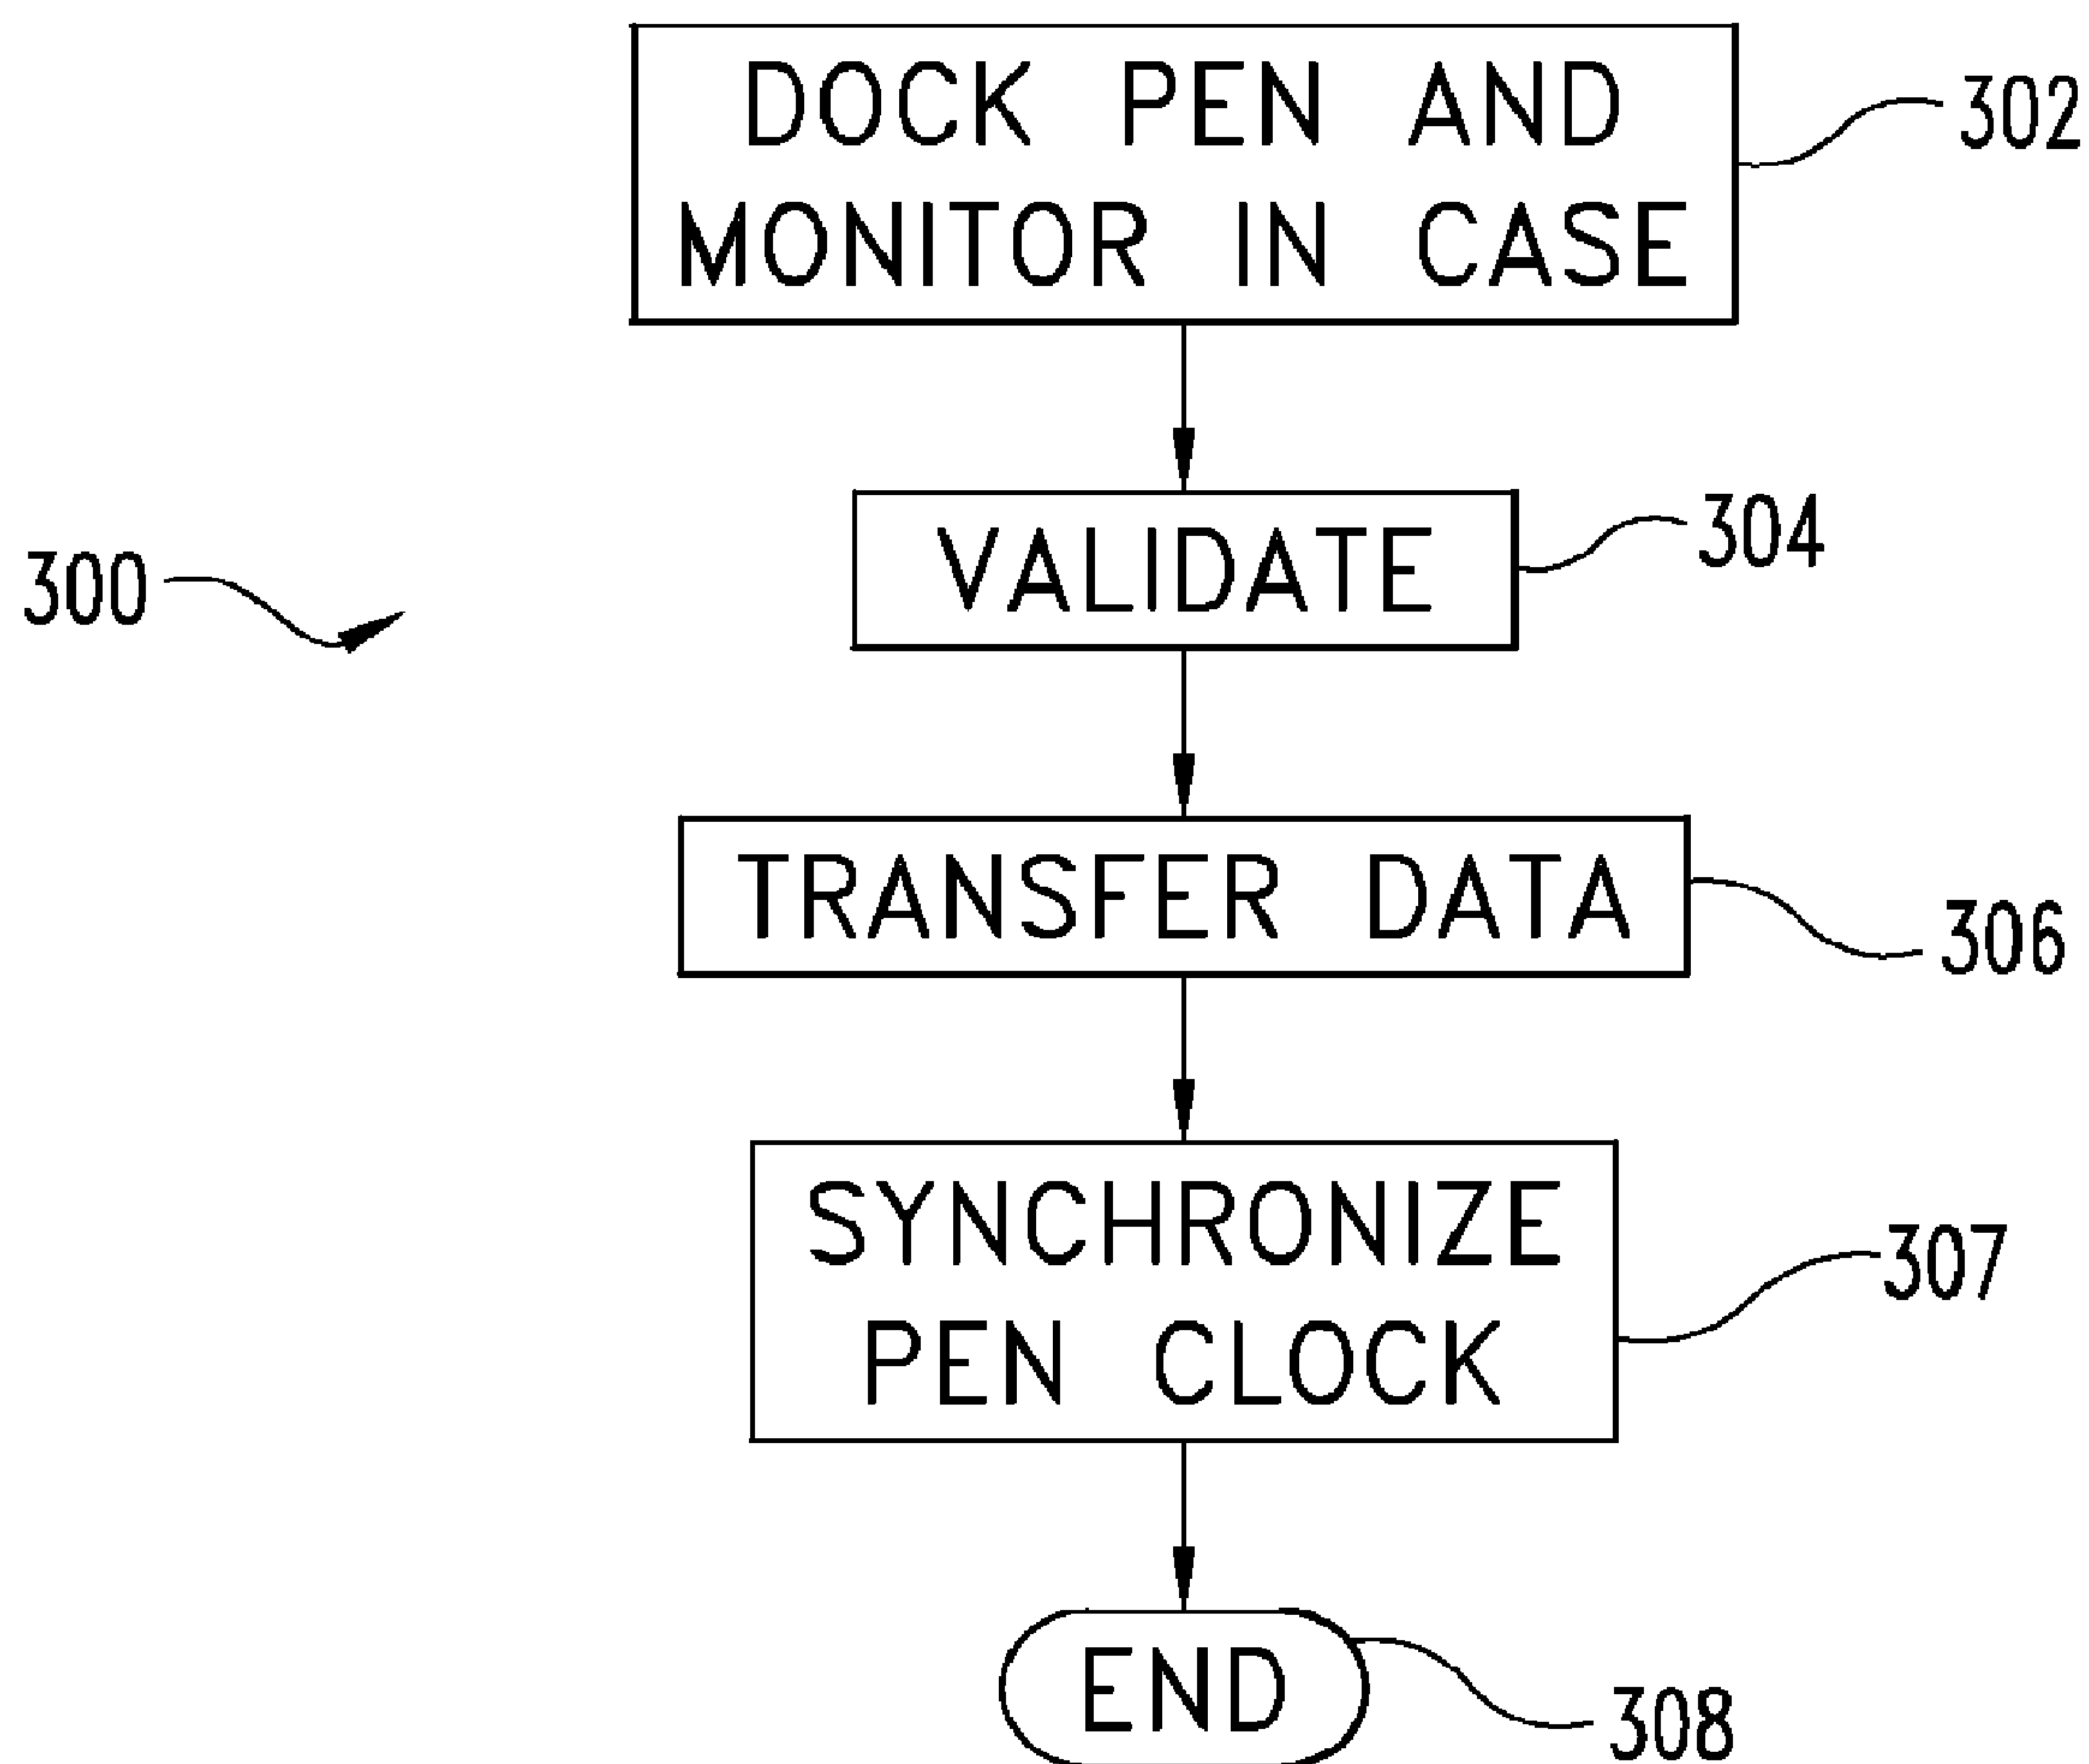 DOCK PEN AND
MONITOR IN CASE
302
VALIDATE
304
300
TRANSFER DATA
306
SYNCHRONIZE
PEN CLOCK
307
END
308